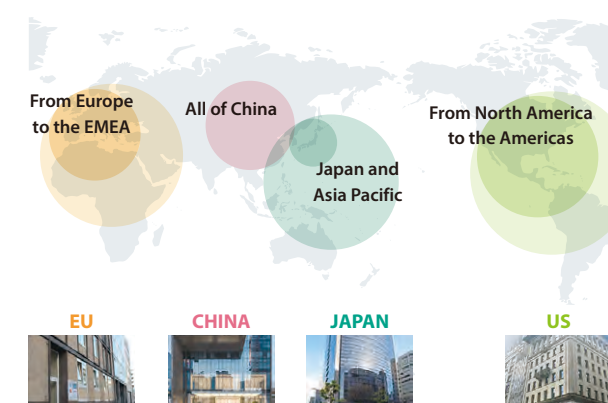 From Europe
to the EMEA
All of China
Japan and
Asia Pacific
From North America
to the Americas
EU
CHINA
JAPAN
US